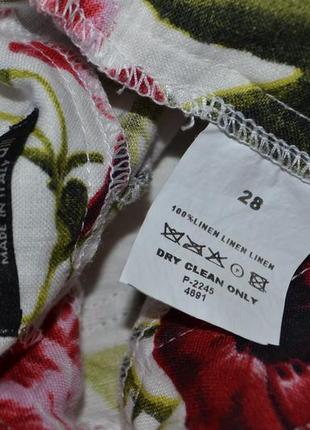 MADE IN ITALY
28
100%LINEN LINEN LINEN
DRY CLEAN ONLY
P-2245
4891